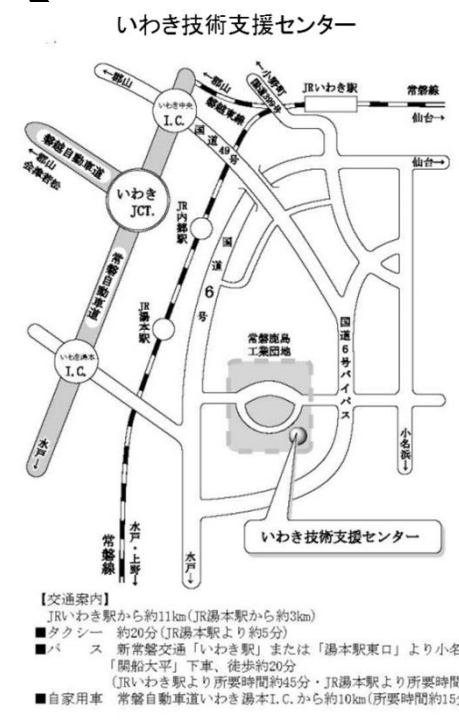 いわき技術支援センター
←郡山
いわき中央
I.C.
←郡山
磐越東線
←小野町
国道399号
JRいわき駅
常磐線
仙台→
国道49号
仙台→
磐越自動車道
←郡山
会津若松
いわき
JCT.
JR内郷駅
国道6号
常磐自動車道
JR湯本駅
国道6号バイパス
常磐鹿島
工業団地
いわき湯本
I.C.
水戸↓
小名浜↓
いわき技術支援センター
常磐線
水戸・上野↓
水戸↓
【交通案内】
JRいわき駅から約11km(JR湯本駅から約3km)
■タクシー 約20分(JR湯本駅より約5分)
■バ ス 新常磐交通「いわき駅」または「湯本駅東口」より小名
「関船大平」下車、徒歩約20分
(JRいわき駅より所要時間約45分・JR湯本駅より所要時間
■自家用車 常磐自動車道いわき湯本I.C.から約10km(所要時間約15分